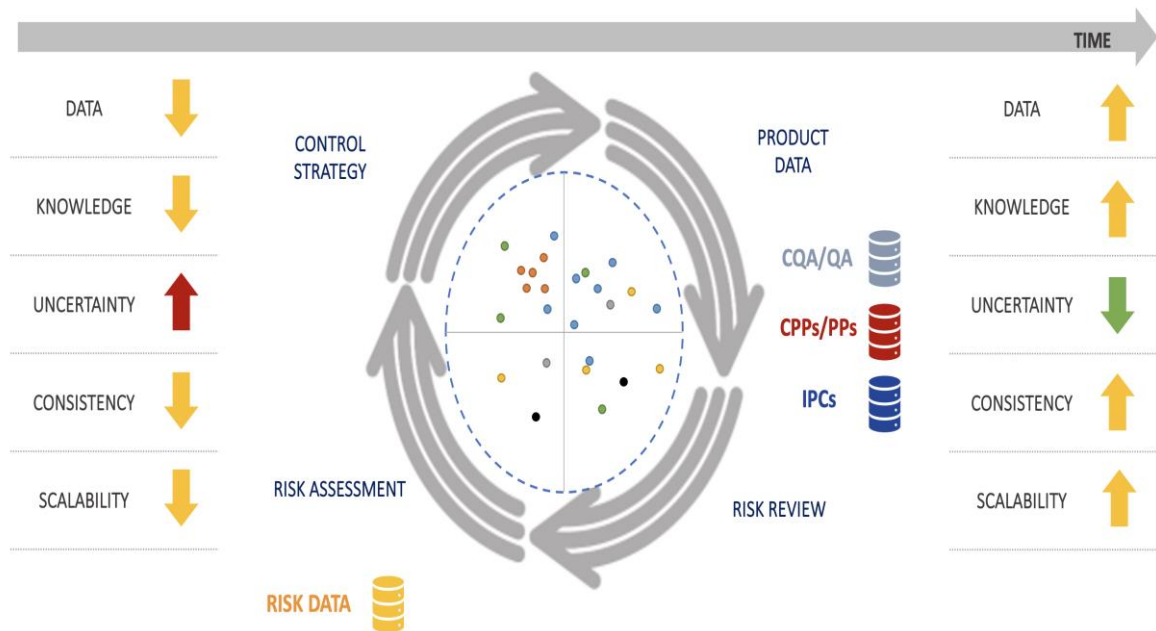 TIME
DATA
KNOWLEDGE
UNCERTAINTY
CONSISTENCY
SCALABILITY
CONTROL
STRATEGY
PRODUCT
DATA
CQA/QA
CPPs/PPs
IPCs
RISK ASSESSMENT
RISK REVIEW
RISK DATA
DATA
KNOWLEDGE
UNCERTAINTY
CONSISTENCY
SCALABILITY